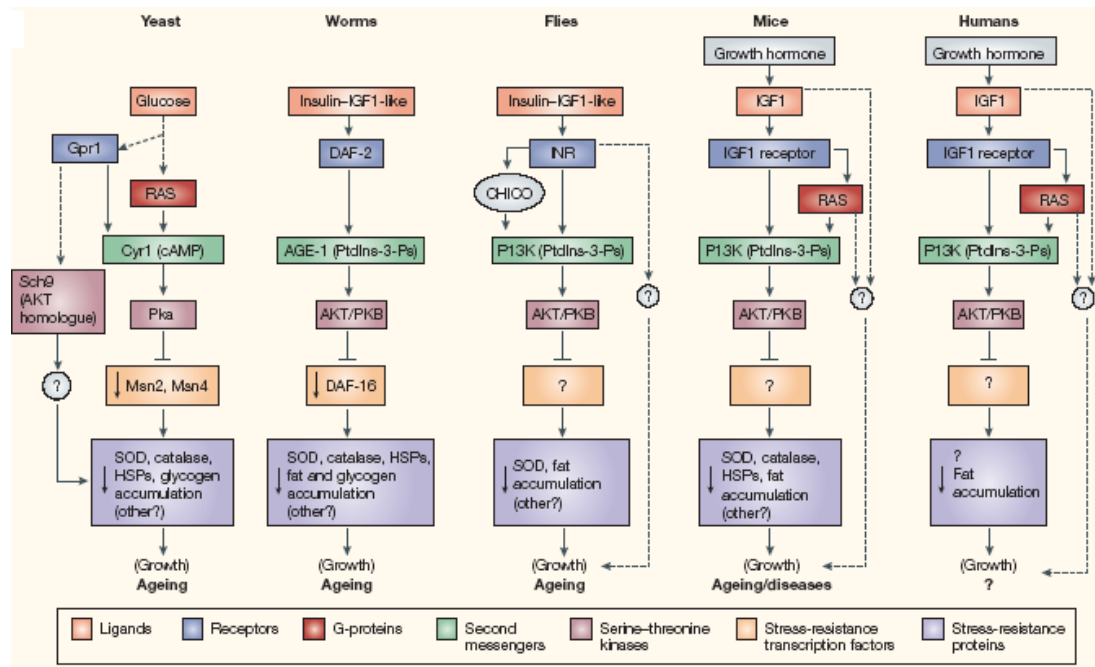 Yeast
Glucose
Gpr1
RAS
Cyr1 (cAMP)
Sch9
(AKT
homologue)
Pka
?
Msn2, Msn4
SOD, catalase,
HSPs, glycogen
accumulation
(other?)
(Growth)
Ageing
Worms
Insulin–IGF1-like
DAF-2
AGE-1 (PtdIns-3-Ps)
AKT/PKB
DAF-16
SOD, catalase, HSPs,
fat and glycogen
accumulation
(other?)
(Growth)
Ageing
Flies
Insulin–IGF1-like
INR
CHICO
P13K (PtdIns-3-Ps)
?
AKT/PKB
?
SOD, fat
accumulation
(other?)
(Growth)
Ageing
Mice
Growth hormone
IGF1
IGF1 receptor
RAS
P13K (PtdIns-3-Ps)
?
AKT/PKB
?
SOD, catalase,
HSPs, fat
accumulation
(other?)
(Growth)
Ageing/diseases
Humans
Growth hormone
IGF1
IGF1 receptor
RAS
P13K (PtdIns-3-Ps)
?
AKT/PKB
?
?
Fat
accumulation
(Growth)
?
Ligands
Receptors
G-proteins
Second
messengers
Serine–threonine
kinases
Stress-resistance
transcription factors
Stress-resistance
proteins